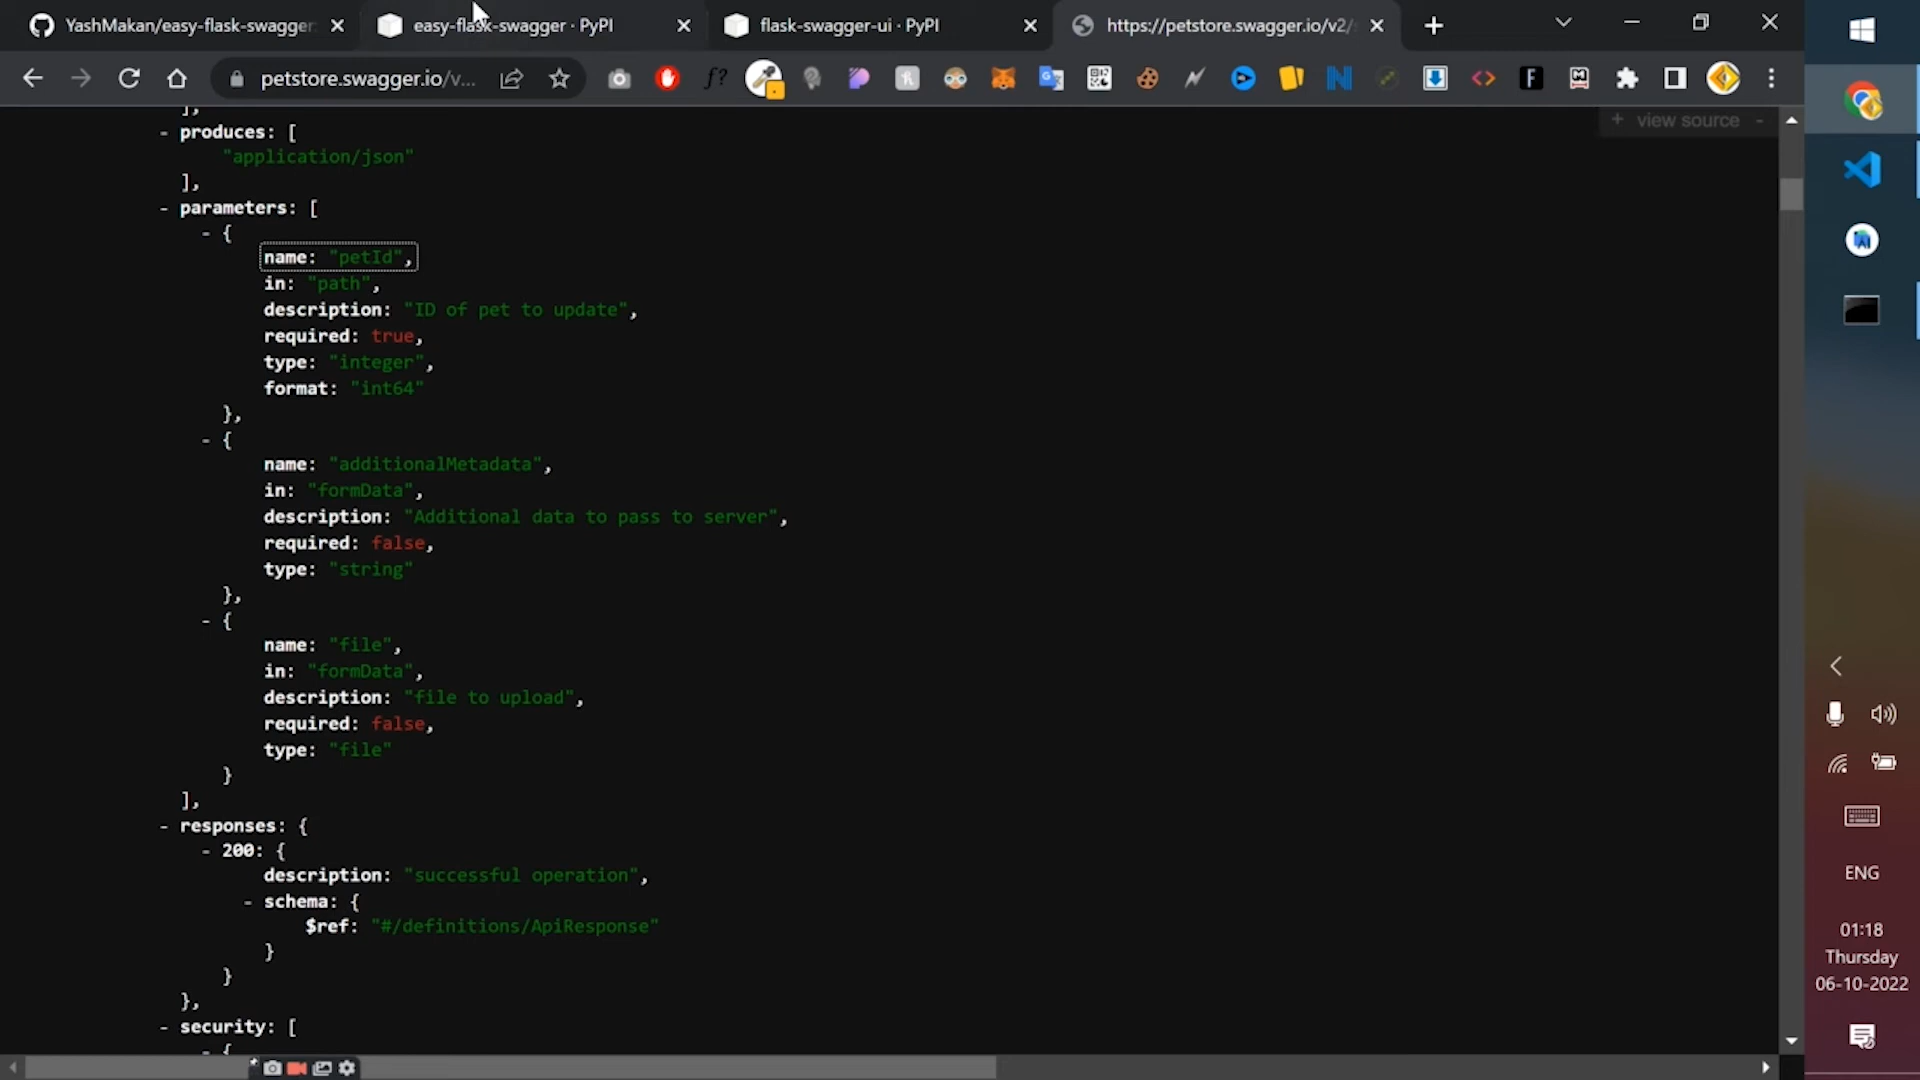 YashMakan/easy-flask-swagger:
easy-flask-swagger · PyPI
flask-swagger-ui · PyPI
https://petstore.swagger.io/v2/
petstore.swagger.io/v...
],
- produces: [
"application/json"
],
- parameters: [
- {
name: "petId",
in: "path",
description: "ID of pet to update",
required: true,
type: "integer",
format: "int64"
},
- {
name: "additionalMetadata",
in: "formData",
description: "Additional data to pass to server",
required: false,
type: "string"
},
- {
name: "file",
in: "formData",
description: "file to upload",
required: false,
type: "file"
}
],
- responses: {
- 200: {
description: "successful operation",
- schema: {
$ref: "#/definitions/ApiResponse"
}
}
},
- security: [
- {
+ view source -
ENG
01:18
Thursday
06-10-2022